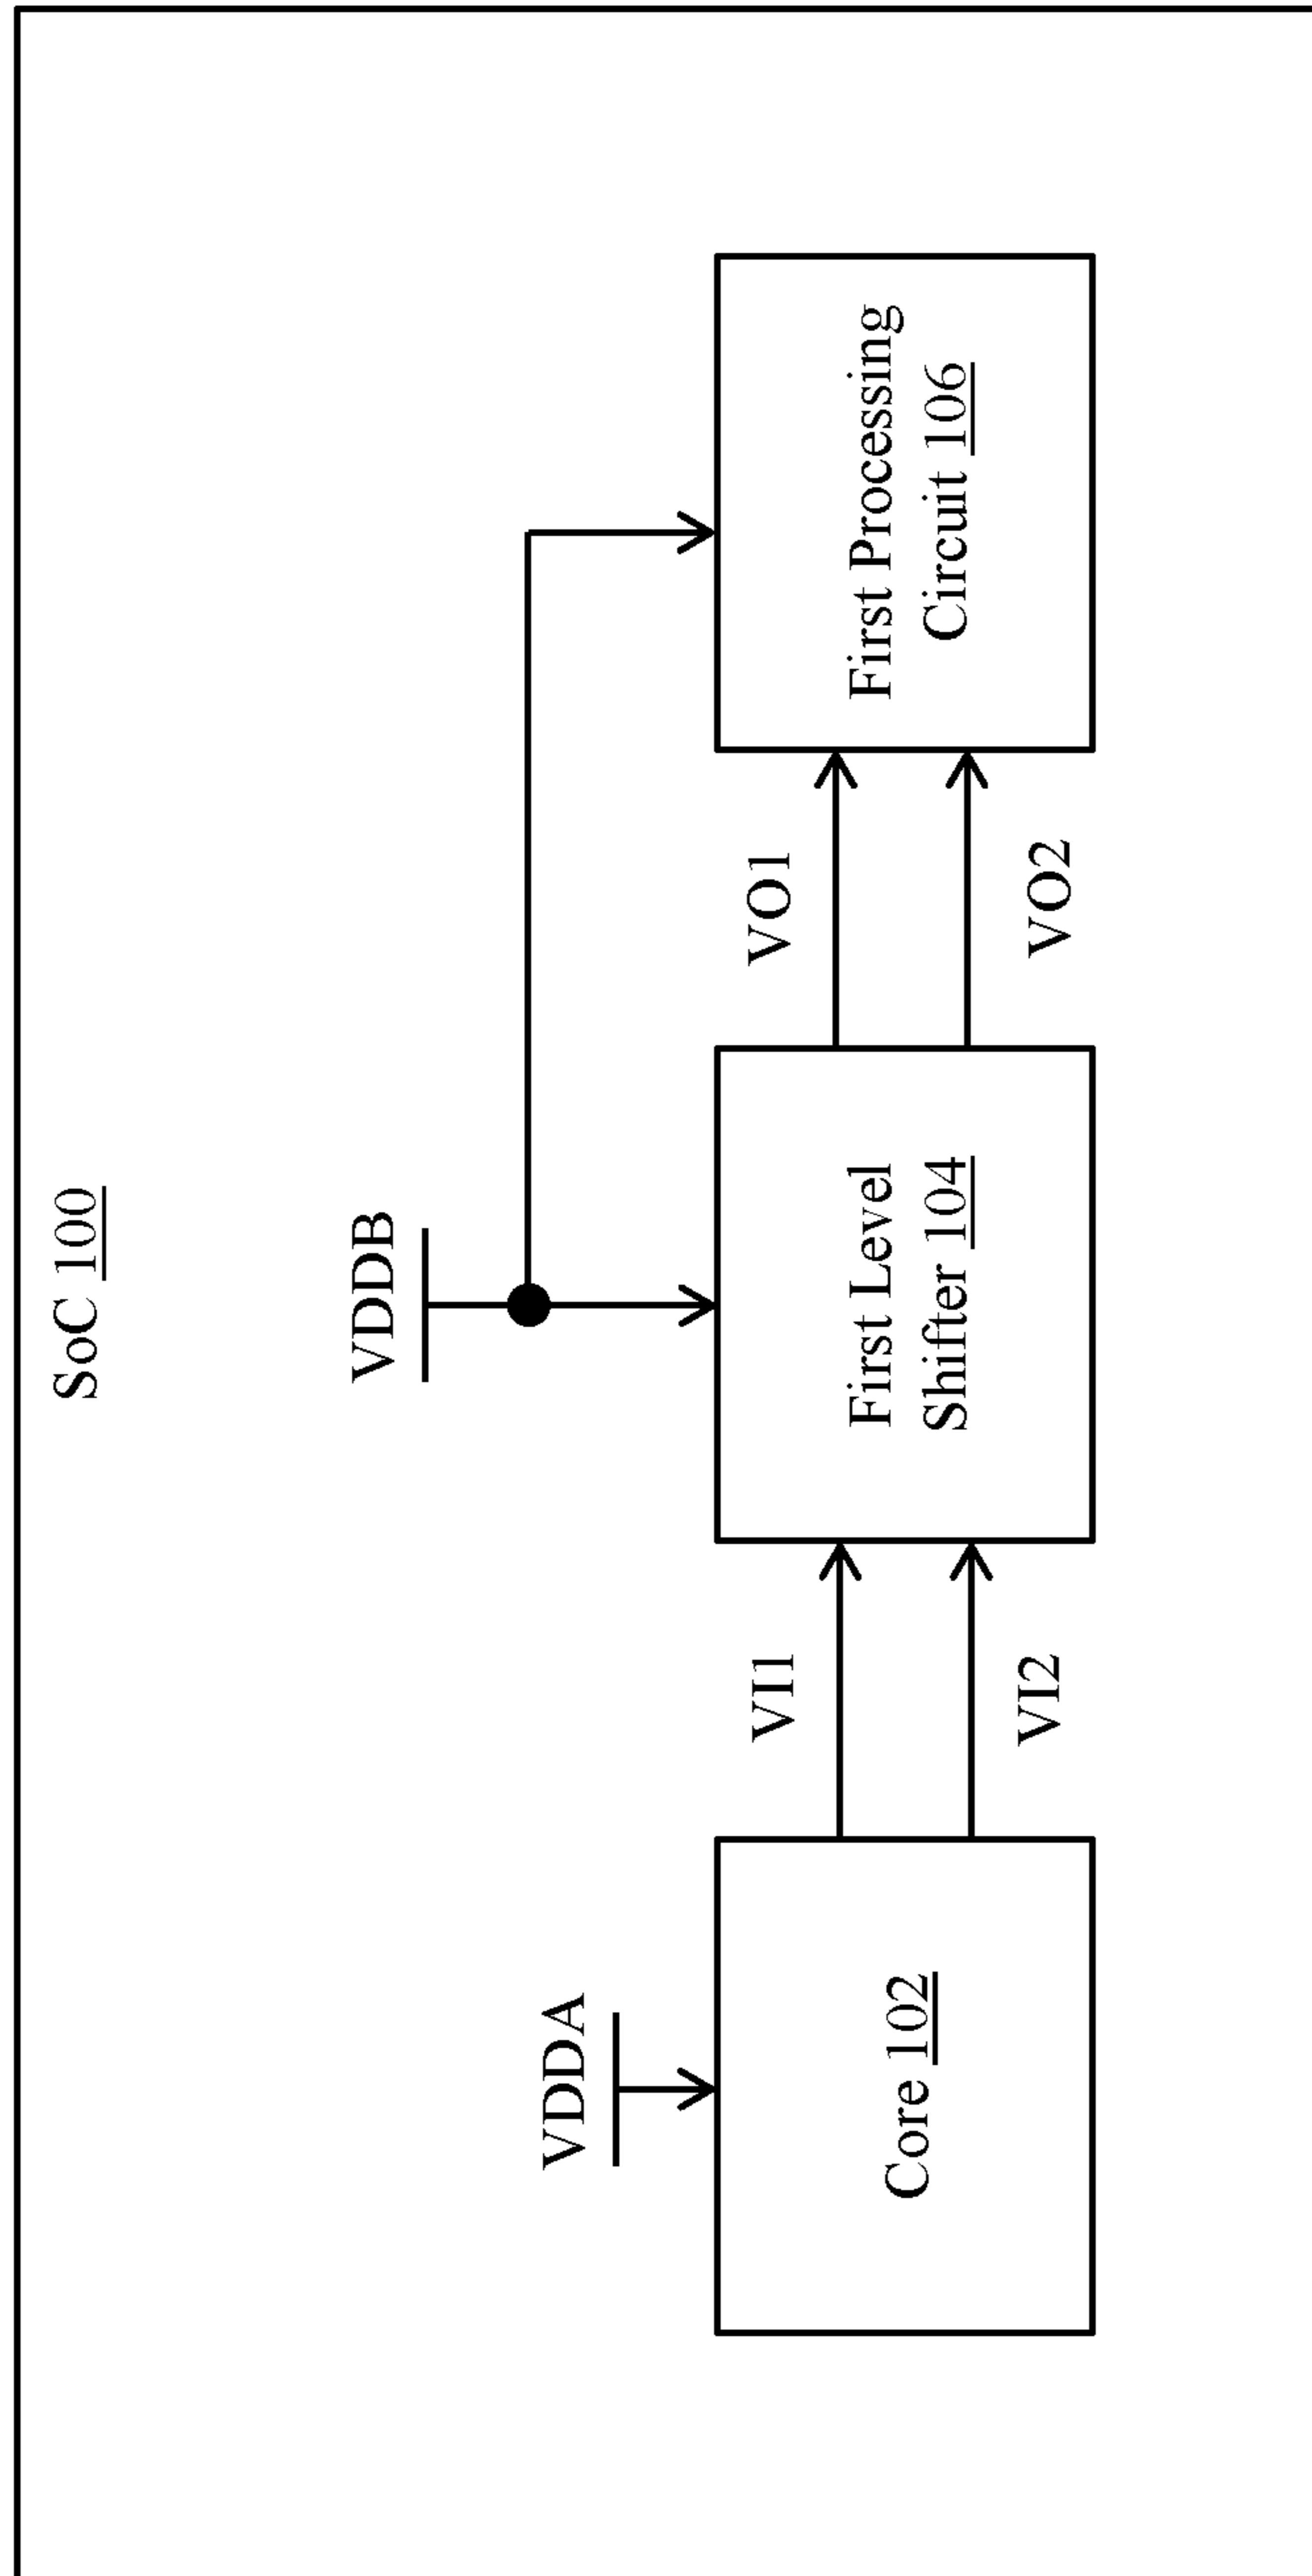 SoC 100
VDDB
VDDA
VI1
VO1
Core 102
First Level
Shifter 104
First Processing
Circuit 106
VI2
VO2